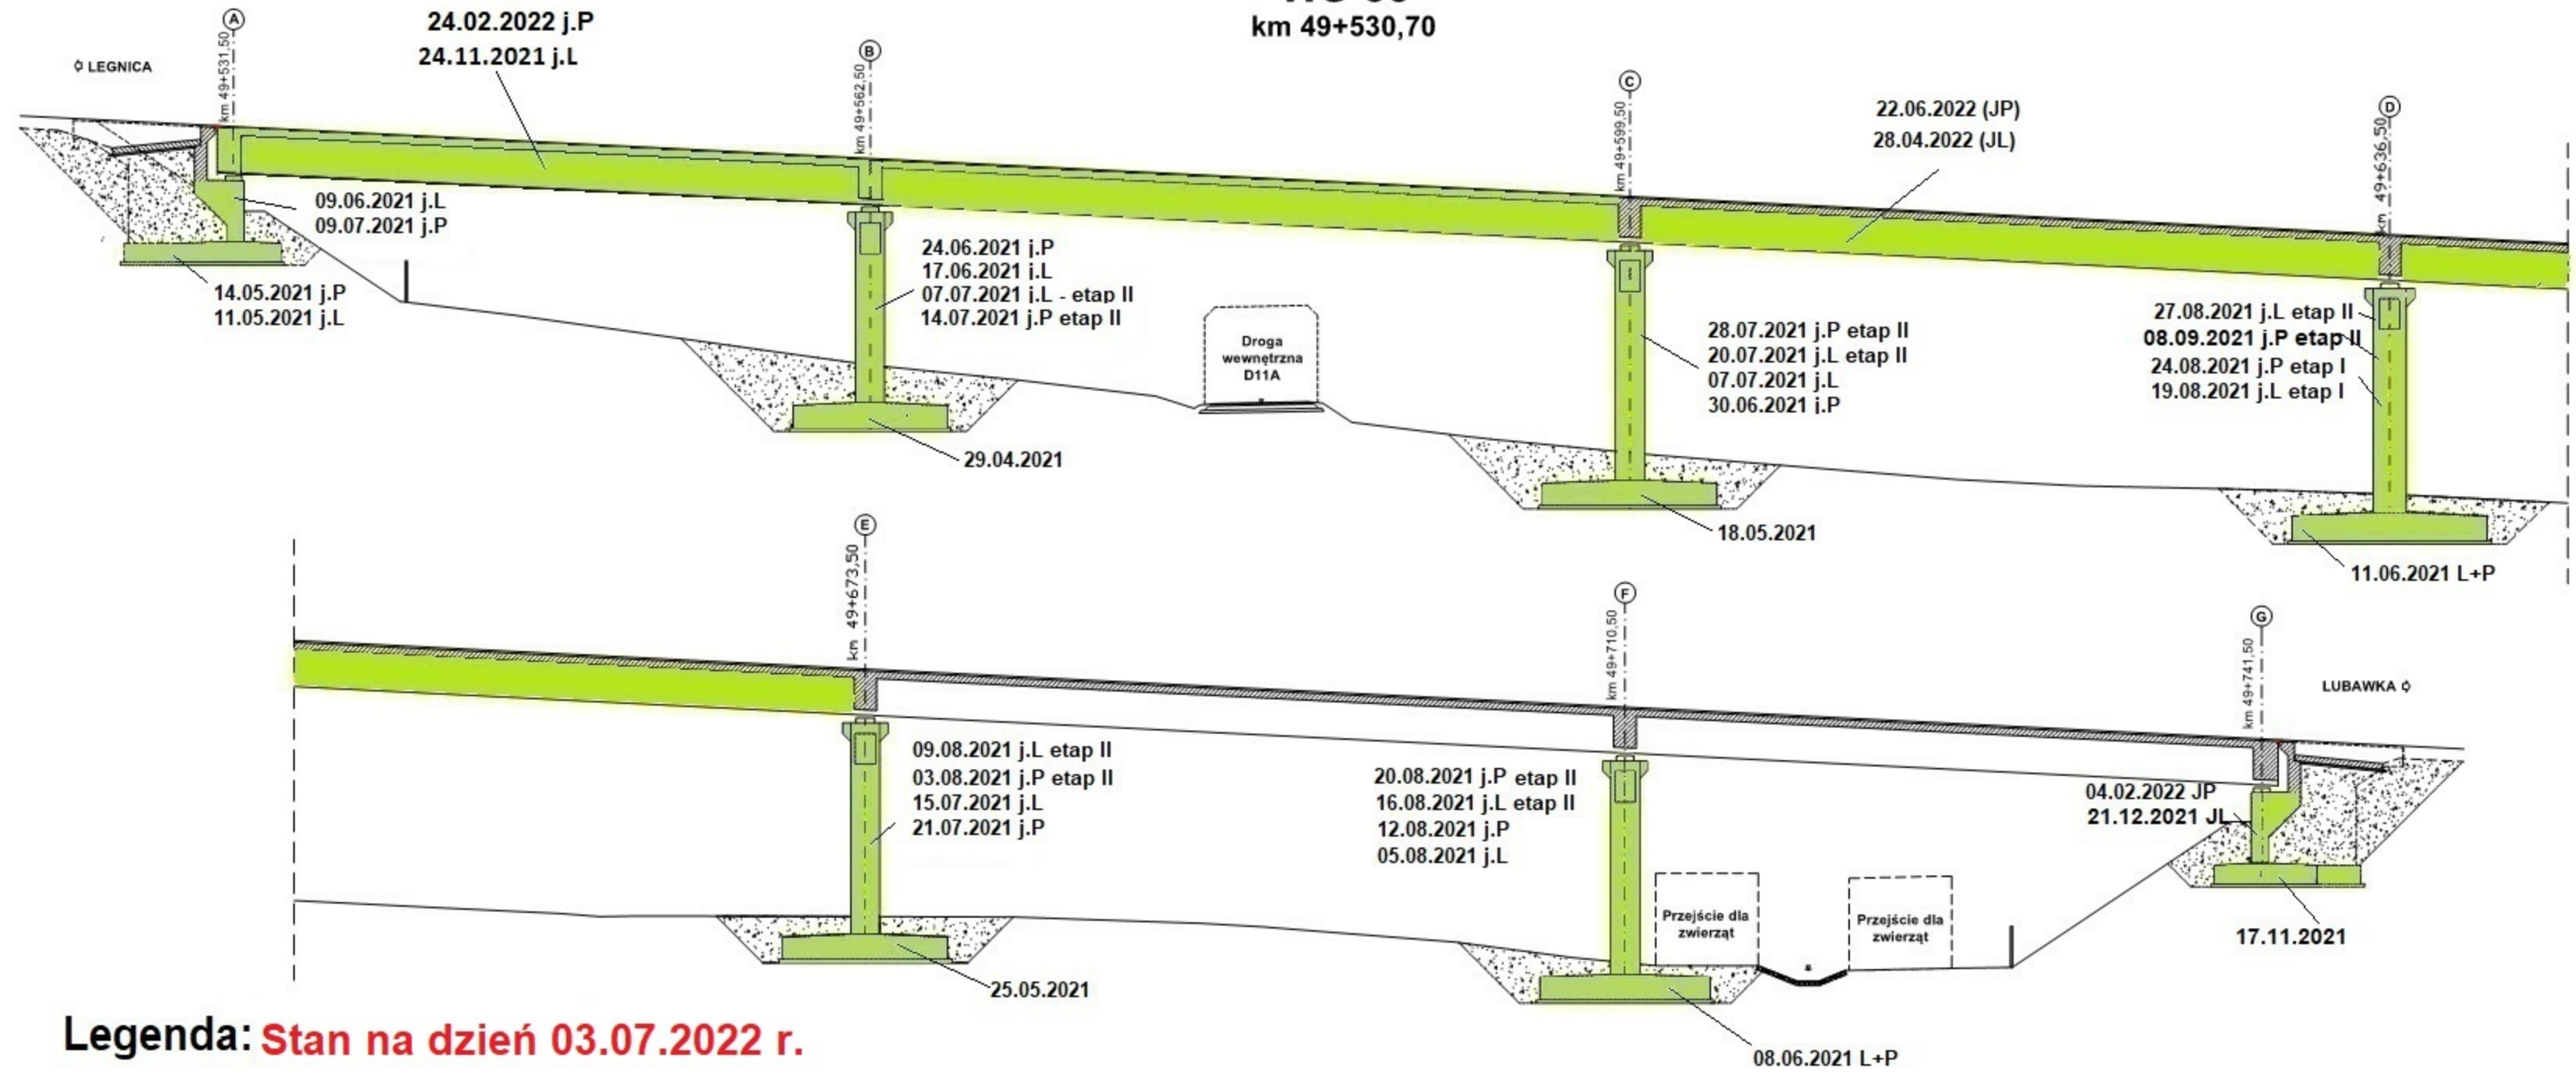 km 49+530,70
A
km 49+531,50
LEGNICA
24.02.2022 j.P
24.11.2021 j.L
B
km 49+562,50
C
km 49+599,50
22.06.2022 (JP)
28.04.2022 (JL)
D
km 49+636,50
09.06.2021 j.L
09.07.2021 j.P
14.05.2021 j.P
11.05.2021 j.L
24.06.2021 j.P
17.06.2021 j.L
07.07.2021 j.L - etap II
14.07.2021 j.P etap II
29.04.2021
Droga
wewnętrzna
D11A
28.07.2021 j.P etap II
20.07.2021 j.L etap II
07.07.2021 j.L
30.06.2021 j.P
18.05.2021
27.08.2021 j.L etap II
08.09.2021 j.P etap II
24.08.2021 j.P etap I
19.08.2021 j.L etap I
11.06.2021 L+P
E
km 49+673,50
F
km 49+710,50
G
km 49+741,50
LUBAWKA
09.08.2021 j.L etap II
03.08.2021 j.P etap II
15.07.2021 j.L
21.07.2021 j.P
25.05.2021
20.08.2021 j.P etap II
16.08.2021 j.L etap II
12.08.2021 j.P
05.08.2021 j.L
Przejście dla
zwierząt
Przejście dla
zwierząt
08.06.2021 L+P
04.02.2022 JP
21.12.2021 JL
17.11.2021
Legenda: Stan na dzień 03.07.2022 r.